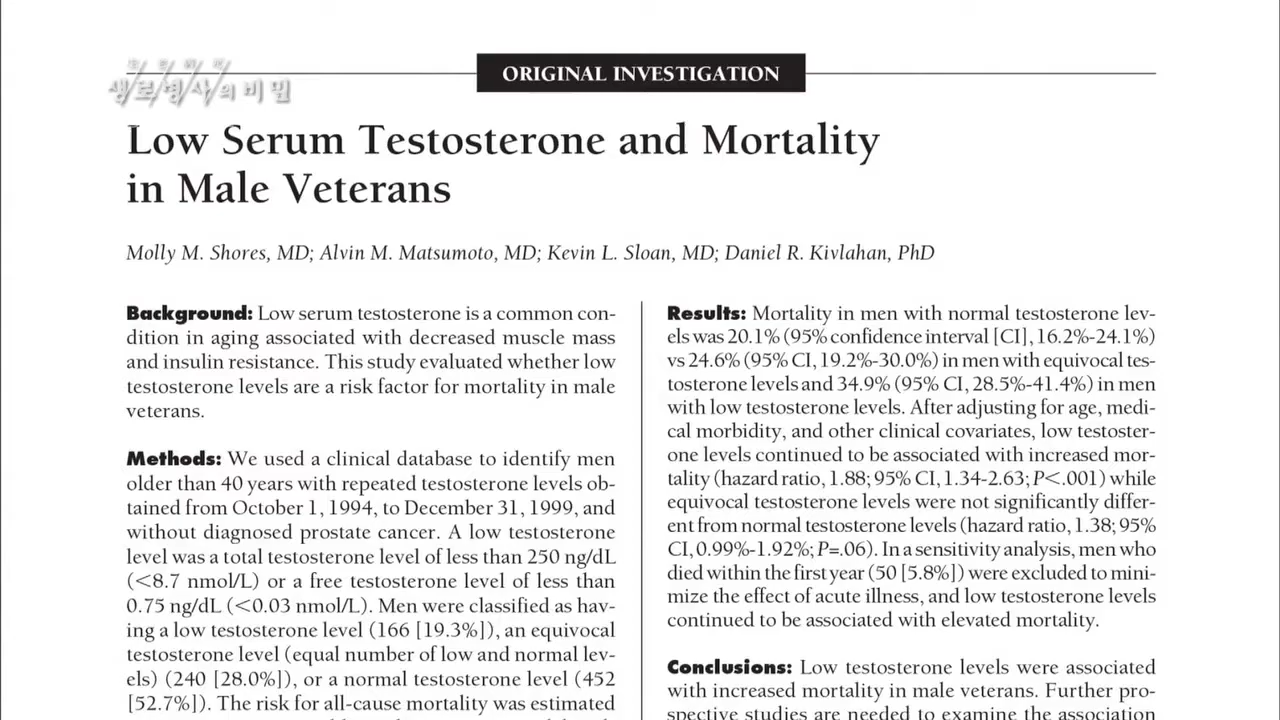 생로병사의 비밀
ORIGINAL INVESTIGATION
Low Serum Testosterone and Mortality
in Male Veterans
Molly M. Shores, MD; Alvin M. Matsumoto, MD; Kevin L. Sloan, MD; Daniel R. Kivlahan, PhD
Background: Low serum testosterone is a common con-
dition in aging associated with decreased muscle mass
and insulin resistance. This study evaluated whether low
testosterone levels are a risk factor for mortality in male
veterans.
Methods: We used a clinical database to identify men
older than 40 years with repeated testosterone levels ob-
tained from October 1, 1994, to December 31, 1999, and
without diagnosed prostate cancer. A low testosterone
level was a total testosterone level of less than 250 ng/dL
(<8.7 nmol/L) or a free testosterone level of less than
0.75 ng/dL (<0.03 nmol/L). Men were classified as hav-
ing a low testosterone level (166 [19.3%]), an equivocal
testosterone level (equal number of low and normal lev-
els) (240 [28.0%]), or a normal testosterone level (452
[52.7%]). The risk for all-cause mortality was estimated
Results: Mortality in men with normal testosterone lev-
els was 20.1% (95% confidence interval [CI], 16.2%-24.1%)
vs 24.6% (95% CI, 19.2%-30.0%) in men with equivocal tes-
tosterone levels and 34.9% (95% CI, 28.5%-41.4%) in men
with low testosterone levels. After adjusting for age, medi-
cal morbidity, and other clinical covariates, low testoster-
one levels continued to be associated with increased mor-
tality (hazard ratio, 1.88; 95% CI, 1.34-2.63; P<.001) while
equivocal testosterone levels were not significantly differ-
ent from normal testosterone levels (hazard ratio, 1.38; 95%
CI, 0.99%-1.92%; P=.06). In a sensitivity analysis, men who
died within the first year (50 [5.8%]) were excluded to mini-
mize the effect of acute illness, and low testosterone levels
continued to be associated with elevated mortality.
Conclusions: Low testosterone levels were associated
with increased mortality in male veterans. Further pro-
spective studies are needed to examine the association